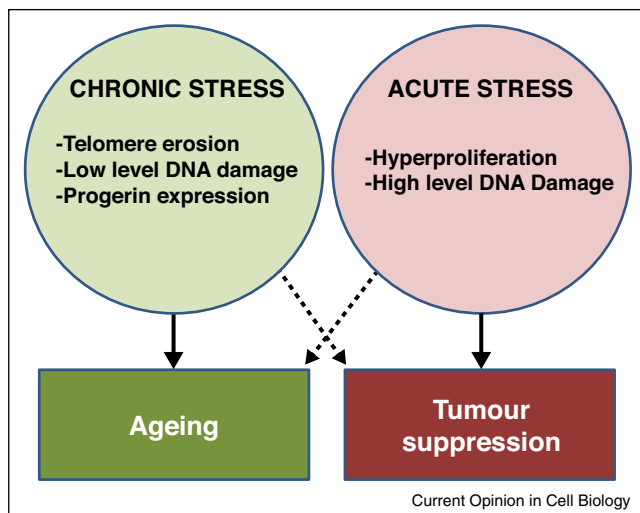 CHRONIC STRESS
-Telomere erosion
-Low level DNA damage
-Progerin expression
ACUTE STRESS
-Hyperproliferation
-High level DNA Damage
Ageing
Tumour
suppression
Current Opinion in Cell Biology